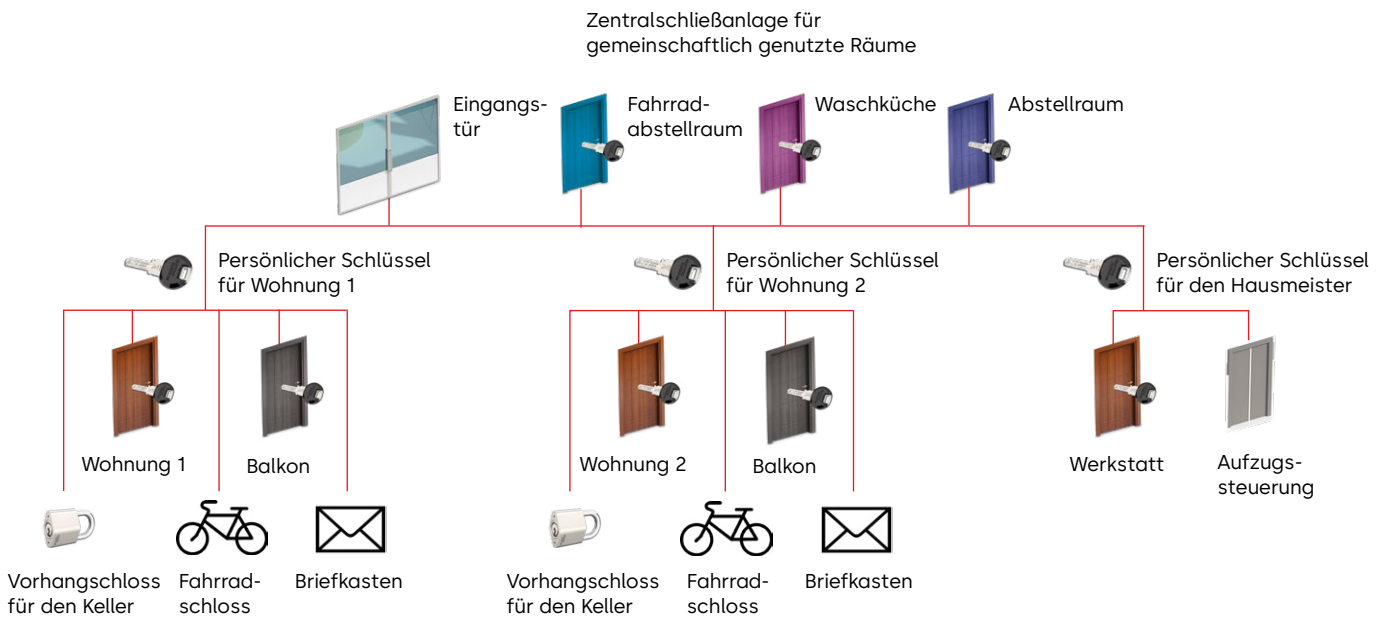 Zentralschließanlage für
gemeinschaftlich genutzte Räume
Eingangs-
tür
Fahrrad-
abstellraum
Waschküche
Abstellraum
Persönlicher Schlüssel
für Wohnung 1
Persönlicher Schlüssel
für Wohnung 2
Persönlicher Schlüssel
für den Hausmeister
Wohnung 1
Balkon
Wohnung 2
Balkon
Werkstatt
Aufzugs-
steuerung
Vorhangschloss
für den Keller
Fahrrad-
schloss
Briefkasten
Vorhangschloss
für den Keller
Fahrrad-
schloss
Briefkasten